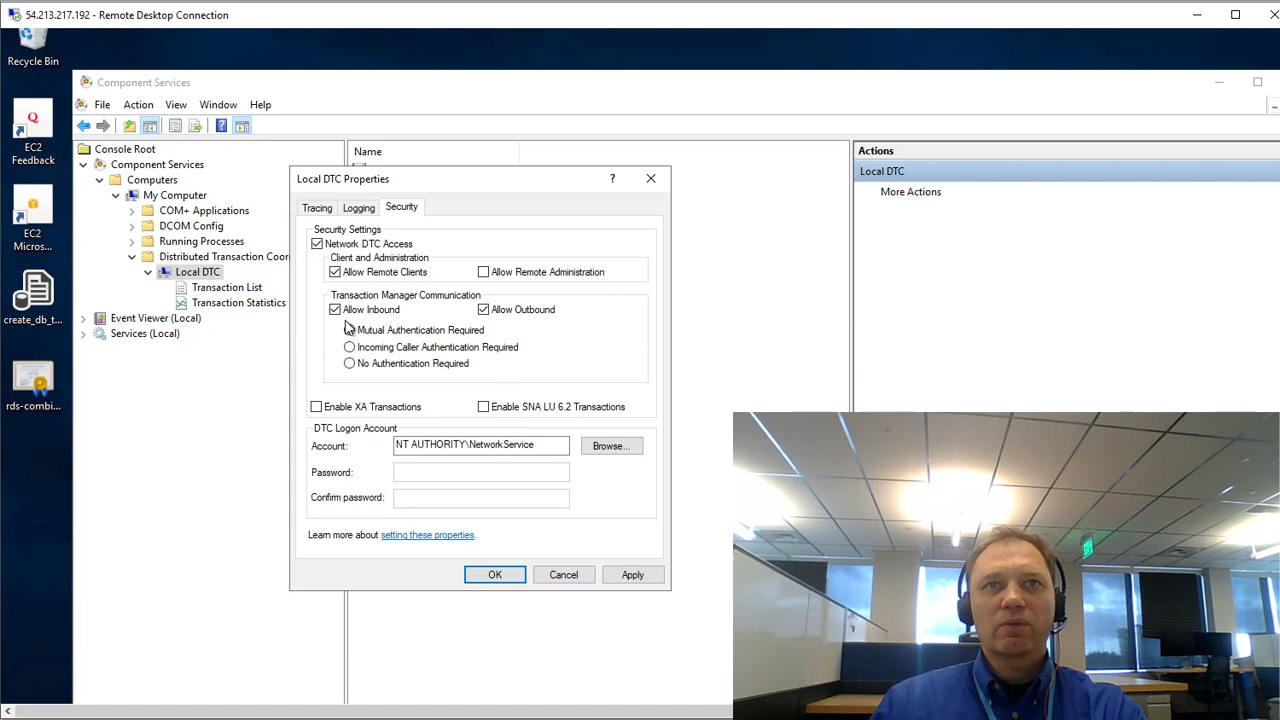 54.213.217.192 - Remote Desktop Connection
Recycle Bin
EC2
Feedback
EC2
Micros...
create_db_t...
rds-combi...
Component Services
File Action View Window Help
Console Root
Component Services
Computers
My Computer
COM+ Applications
DCOM Config
Running Processes
Distributed Transaction Coor
Local DTC
Transaction List
Transaction Statistics
Event Viewer (Local)
Services (Local)
Name
Local DTC Properties
Tracing Logging Security
Security Settings
Network DTC Access
Client and Administration
Allow Remote Clients Allow Remote Administration
Transaction Manager Communication
Allow Inbound Allow Outbound
Mutual Authentication Required
Incoming Caller Authentication Required
No Authentication Required
Enable XA Transactions Enable SNA LU 6.2 Transactions
DTC Logon Account
Account: NT AUTHORITY\NetworkService Browse...
Password:
Confirm password:
Learn more about setting these properties.
OK Cancel Apply
Actions
Local DTC
More Actions